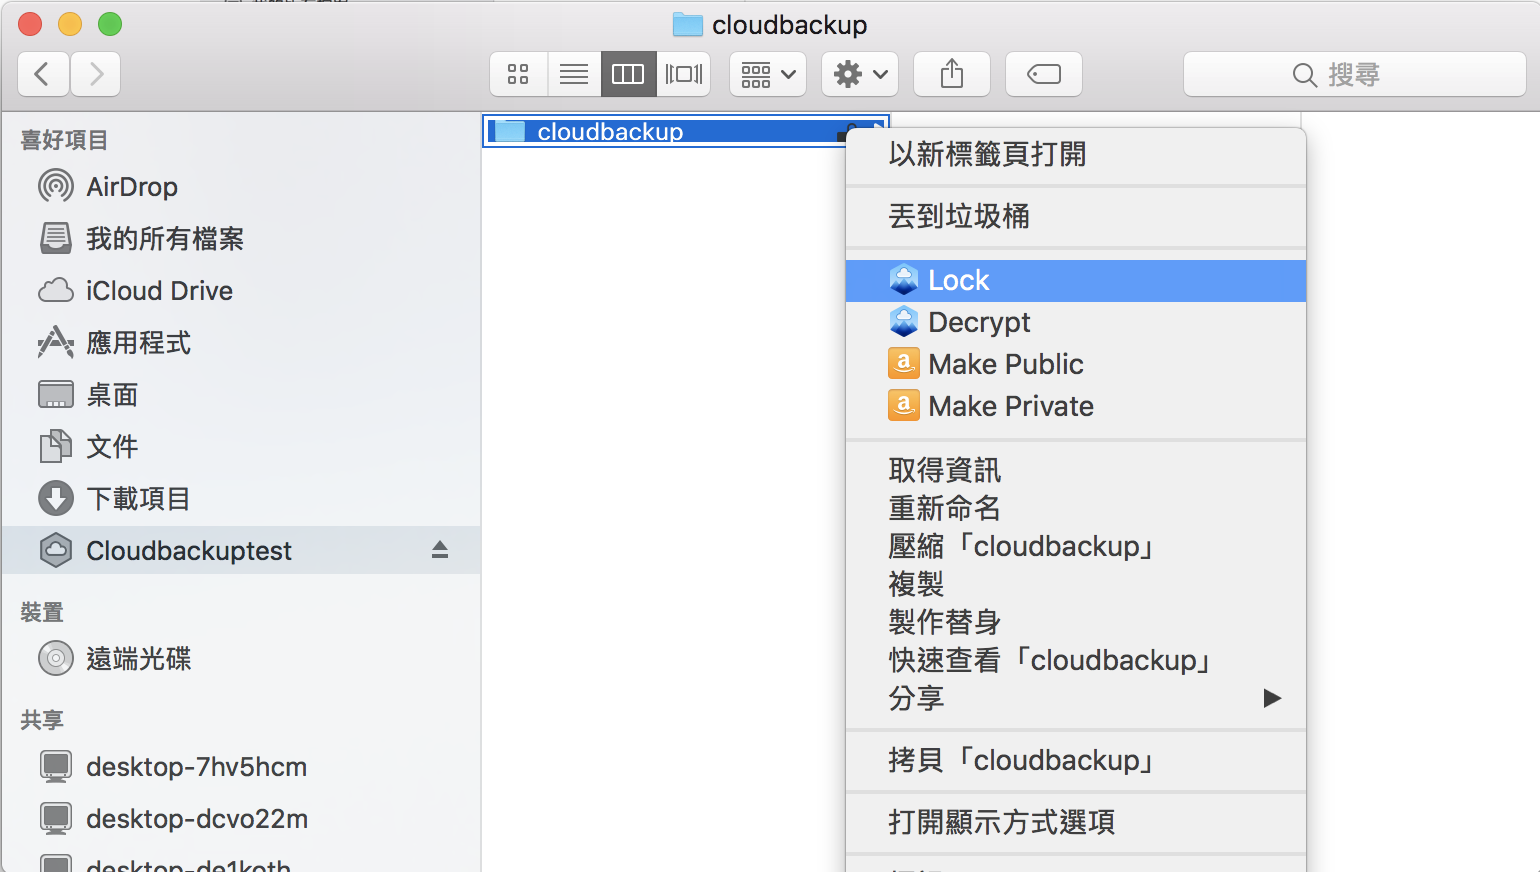 cloudbackup
搜尋
喜好項目
AirDrop
我的所有檔案
iCloud Drive
應用程式
桌面
文件
下載項目
Cloudbackuptest
裝置
遠端光碟
共享
desktop-7hv5hcm
desktop-dcvo22m
cloudbackup
以新標籤頁打開
丟到垃圾桶
Lock
Decrypt
a Make Public
a Make Private
取得資訊
重新命名
壓縮「cloudbackup」
複製
製作替身
快速查看「cloudbackup」
分享
拷貝「cloudbackup」
打開顯示方式選項